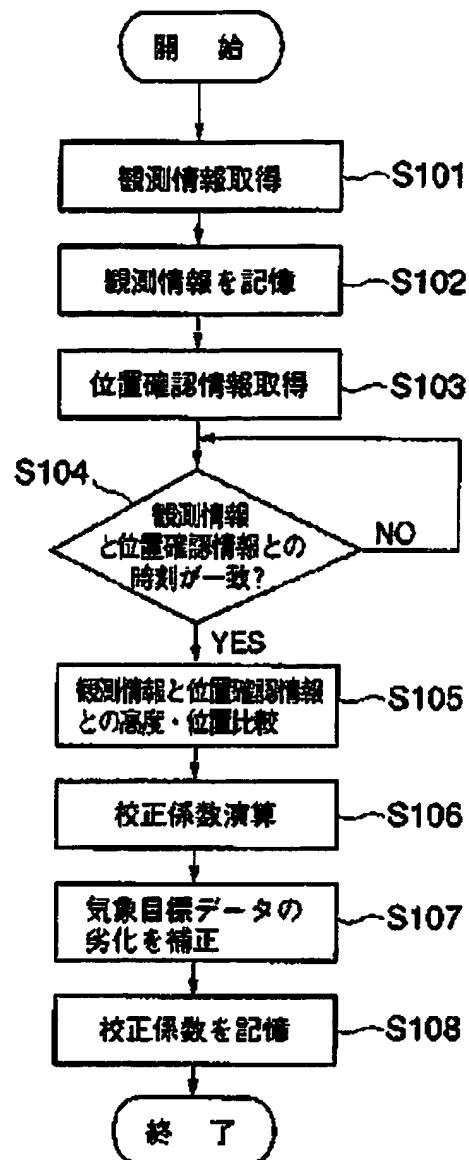 開 始
観測情報取得
S101
観測情報を記憶
S102
位置確認情報取得
S103
S104
観測情報
と位置確認情報との
時刻が一致?
NO
YES
観測情報と位置確認情報
との高度・位置比較
S105
校正係数演算
S106
気象目標データの
劣化を補正
S107
校正係数を記憶
S108
終 了